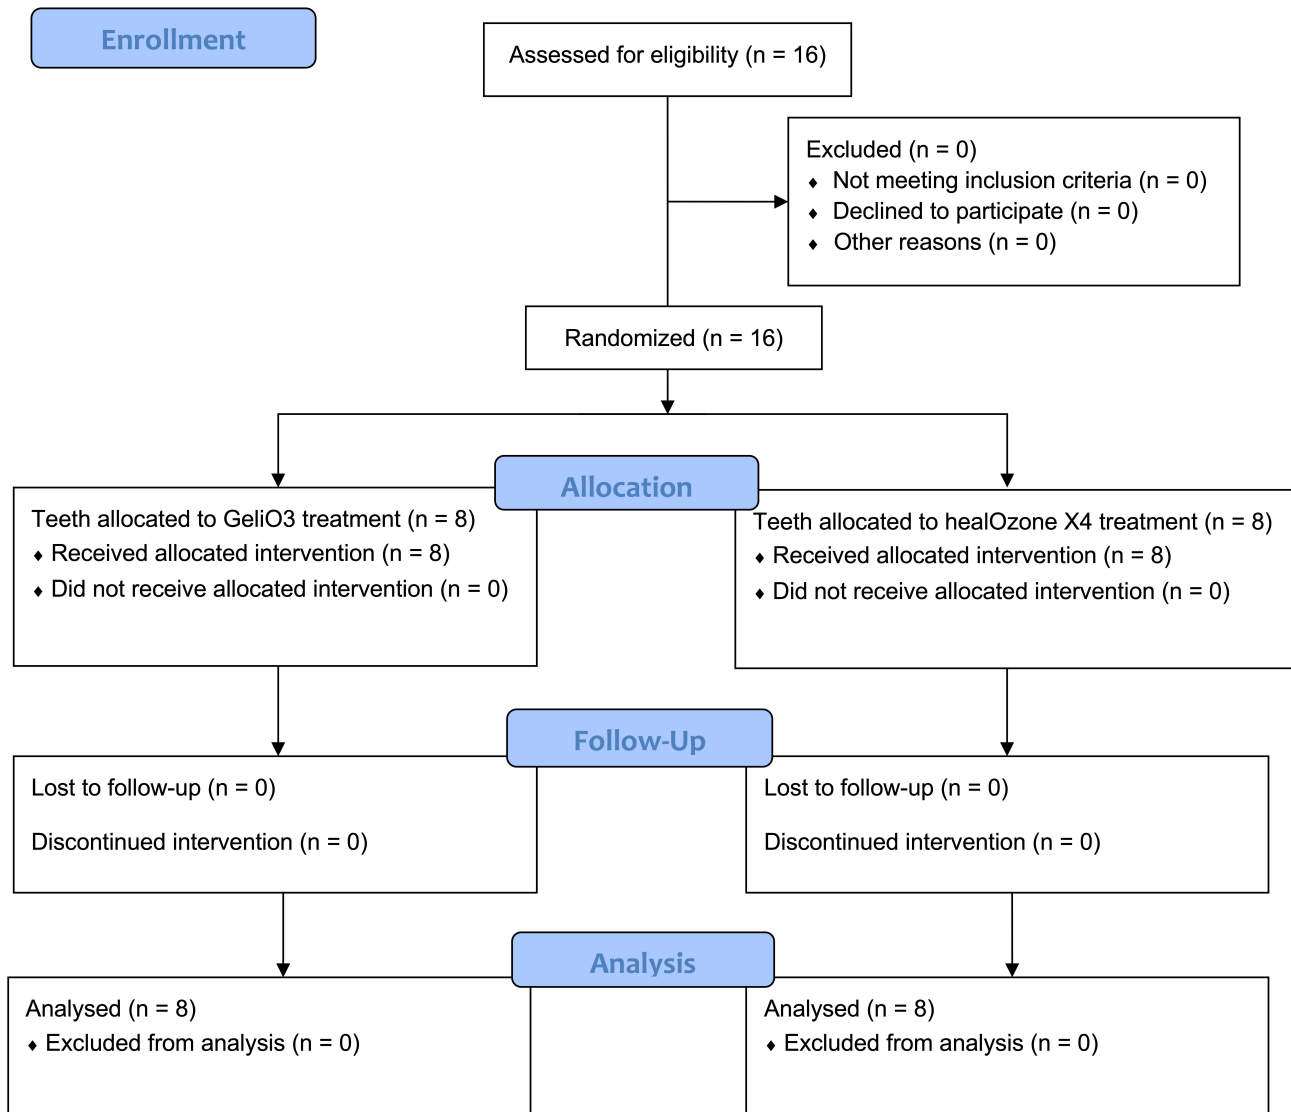 Enrollment
Assessed for eligibility (n = 16)
Excluded (n = 0)
♦ Not meeting inclusion criteria (n = 0)
♦ Declined to participate (n = 0)
♦ Other reasons (n = 0)
Randomized (n = 16)
Allocation
Teeth allocated to GeliO3 treatment (n = 8)
♦ Received allocated intervention (n = 8)
♦ Did not receive allocated intervention (n = 0)
Teeth allocated to healOzone X4 treatment (n = 8)
♦ Received allocated intervention (n = 8)
♦ Did not receive allocated intervention (n = 0)
Follow-Up
Lost to follow-up (n = 0)
Discontinued intervention (n = 0)
Lost to follow-up (n = 0)
Discontinued intervention (n = 0)
Analysis
Analysed (n = 8)
♦ Excluded from analysis (n = 0)
Analysed (n = 8)
♦ Excluded from analysis (n = 0)